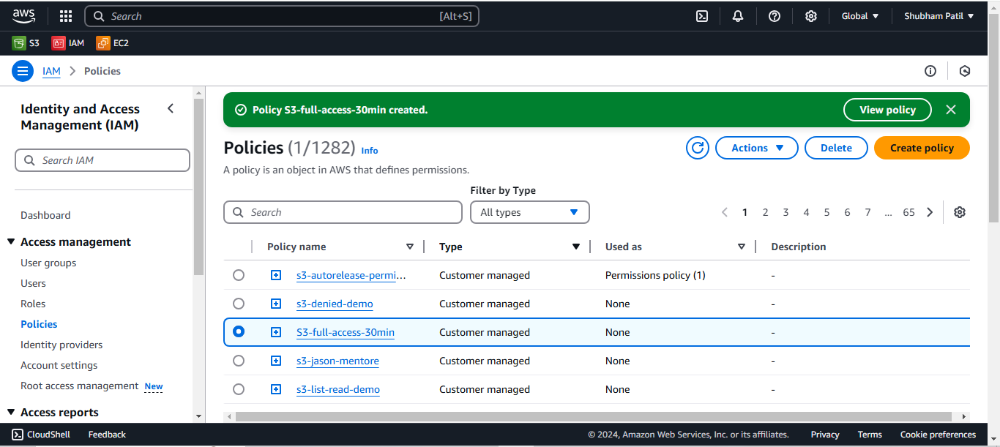 aws Search [Alt+S] Global Shubham Patil
S3 IAM EC2
IAM Policies
Identity and Access
Management (IAM)
Search IAM
Dashboard
Access management
User groups
Users
Roles
Policies
Identity providers
Account settings
Root access management New
Access reports
Policy S3-full-access-30min created. View policy
Policies (1/1282) Info Actions Delete Create policy
A policy is an object in AWS that defines permissions.
Filter by Type
Search All types 1 2 3 4 5 6 7 ... 65
Policy name Type Used as Description
s3-autorelease-permi... Customer managed Permissions policy (1) -
s3-denied-demo Customer managed None -
S3-full-access-30min Customer managed None -
s3-jason-mentore Customer managed None -
s3-list-read-demo Customer managed None -
CloudShell Feedback © 2024, Amazon Web Services, Inc. or its affiliates. Privacy Terms Cookie preferences